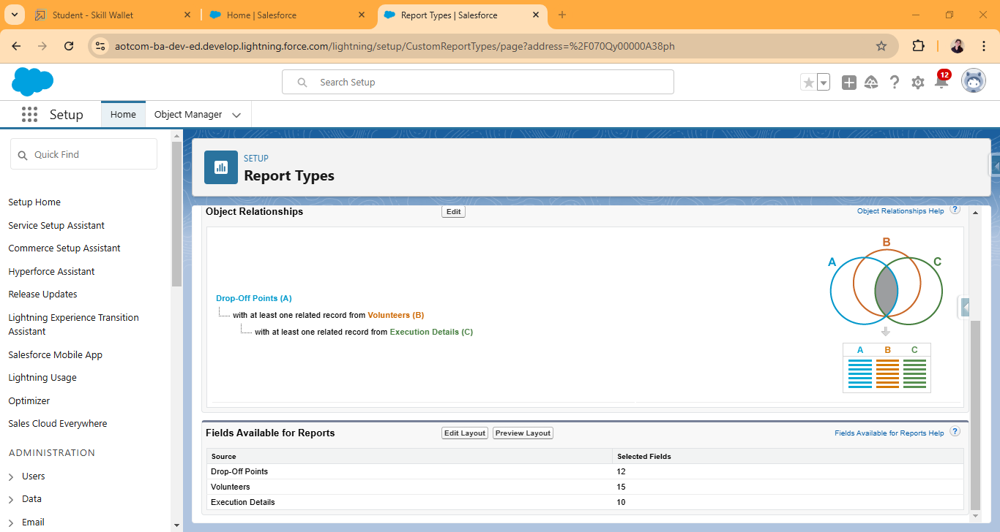 Student - Skill Wallet
Home | Salesforce
Report Types | Salesforce
aotcom-ba-dev-ed.develop.lightning.force.com/lightning/setup/CustomReportTypes/page?address=%2F070Qy00000A38ph
Search Setup
12
Setup
Home
Object Manager
Quick Find
Setup Home
Service Setup Assistant
Commerce Setup Assistant
Hyperforce Assistant
Release Updates
Lightning Experience Transition
Assistant
Salesforce Mobile App
Lightning Usage
Optimizer
Sales Cloud Everywhere
ADMINISTRATION
Users
Data
Email
SETUP
Report Types
Object Relationships
Edit
Object Relationships Help ?
Drop-Off Points (A)
with at least one related record from Volunteers (B)
with at least one related record from Execution Details (C)
B
A
C
A B C
Fields Available for Reports
Edit Layout
Preview Layout
Fields Available for Reports Help ?
Source Selected Fields
Drop-Off Points 12
Volunteers 15
Execution Details 10